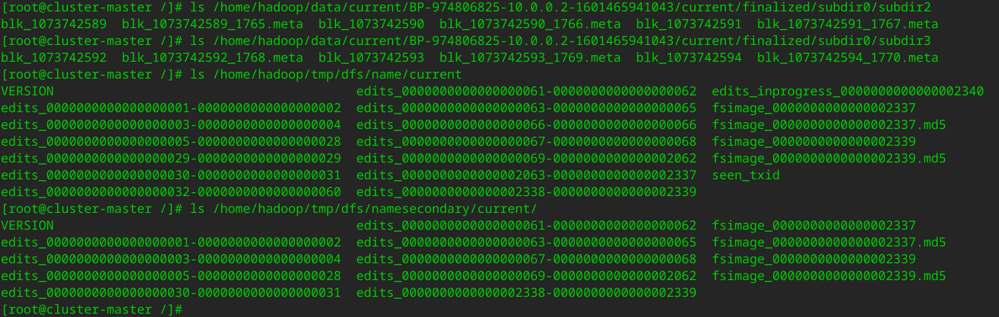 [root@cluster-master /]# ls /home/hadoop/data/current/BP-974806825-10.0.0.2-1601465941043/current/finalized/subdir0/subdir2
blk_1073742589  blk_1073742589_1765.meta  blk_1073742590  blk_1073742590_1766.meta  blk_1073742591  blk_1073742591_1767.meta
[root@cluster-master /]# ls /home/hadoop/data/current/BP-974806825-10.0.0.2-1601465941043/current/finalized/subdir0/subdir3
blk_1073742592  blk_1073742592_1768.meta  blk_1073742593  blk_1073742593_1769.meta  blk_1073742594  blk_1073742594_1770.meta
[root@cluster-master /]# ls /home/hadoop/tmp/dfs/name/current
VERSION                                        edits_0000000000000000061-0000000000000000062  edits_inprogress_0000000000000002340
edits_0000000000000000001-0000000000000000002  edits_0000000000000000063-0000000000000000065  fsimage_0000000000000002337
edits_0000000000000000003-0000000000000000004  edits_0000000000000000066-0000000000000000066  fsimage_0000000000000002337.md5
edits_0000000000000000005-0000000000000000028  edits_0000000000000000067-0000000000000000068  fsimage_0000000000000002339
edits_0000000000000000029-0000000000000000029  edits_0000000000000000069-0000000000000002062  fsimage_0000000000000002339.md5
edits_0000000000000000030-0000000000000000031  edits_0000000000000002063-0000000000000002337  seen_txid
edits_0000000000000000032-0000000000000000060  edits_0000000000000002338-0000000000000002339
[root@cluster-master /]# ls /home/hadoop/tmp/dfs/namesecondary/current/
VERSION                                        edits_0000000000000000061-0000000000000000062  fsimage_0000000000000002337
edits_0000000000000000001-0000000000000000002  edits_0000000000000000063-0000000000000000065  fsimage_0000000000000002337.md5
edits_0000000000000000003-0000000000000000004  edits_0000000000000000067-0000000000000000068  fsimage_0000000000000002339
edits_0000000000000000005-0000000000000000028  edits_0000000000000000069-0000000000000002062  fsimage_0000000000000002339.md5
edits_0000000000000000030-0000000000000000031  edits_0000000000000002338-0000000000000002339
[root@cluster-master /]#